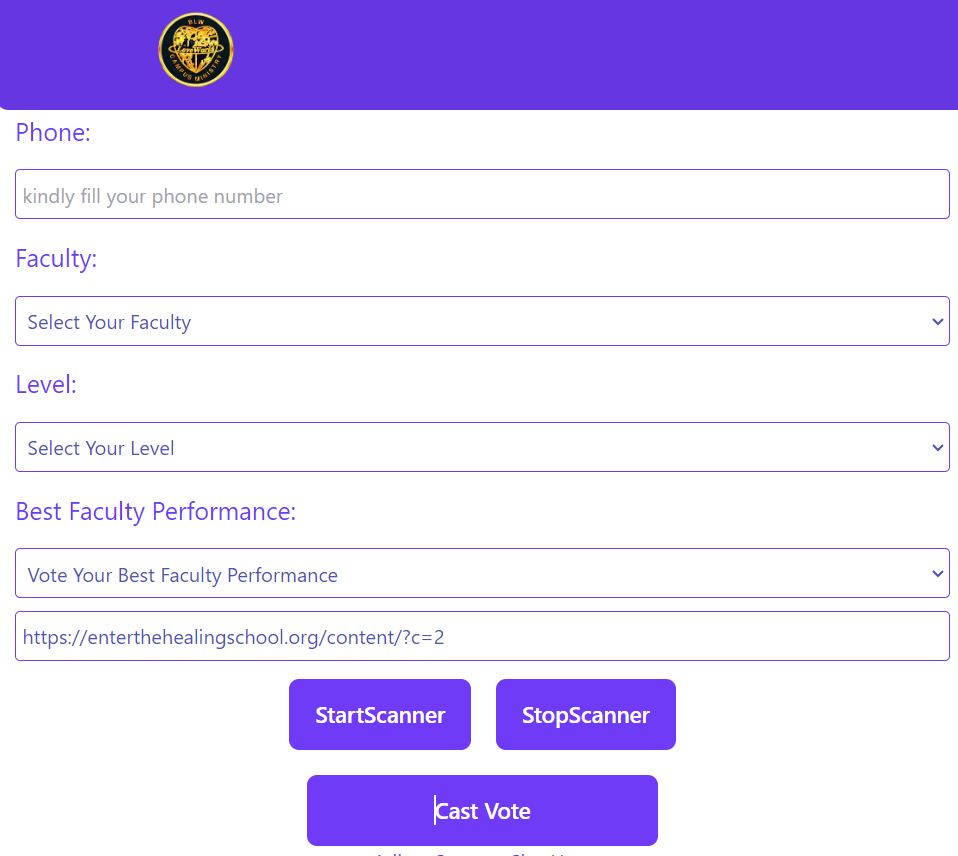 BLW
LoveWorld
CAMPUS MINISTRY
Phone:
kindly fill your phone number
Faculty:
Select Your Faculty
Level:
Select Your Level
Best Faculty Performance:
Vote Your Best Faculty Performance
https://enterthehealingschool.org/content/?c=2
StartScanner
StopScanner
Cast Vote